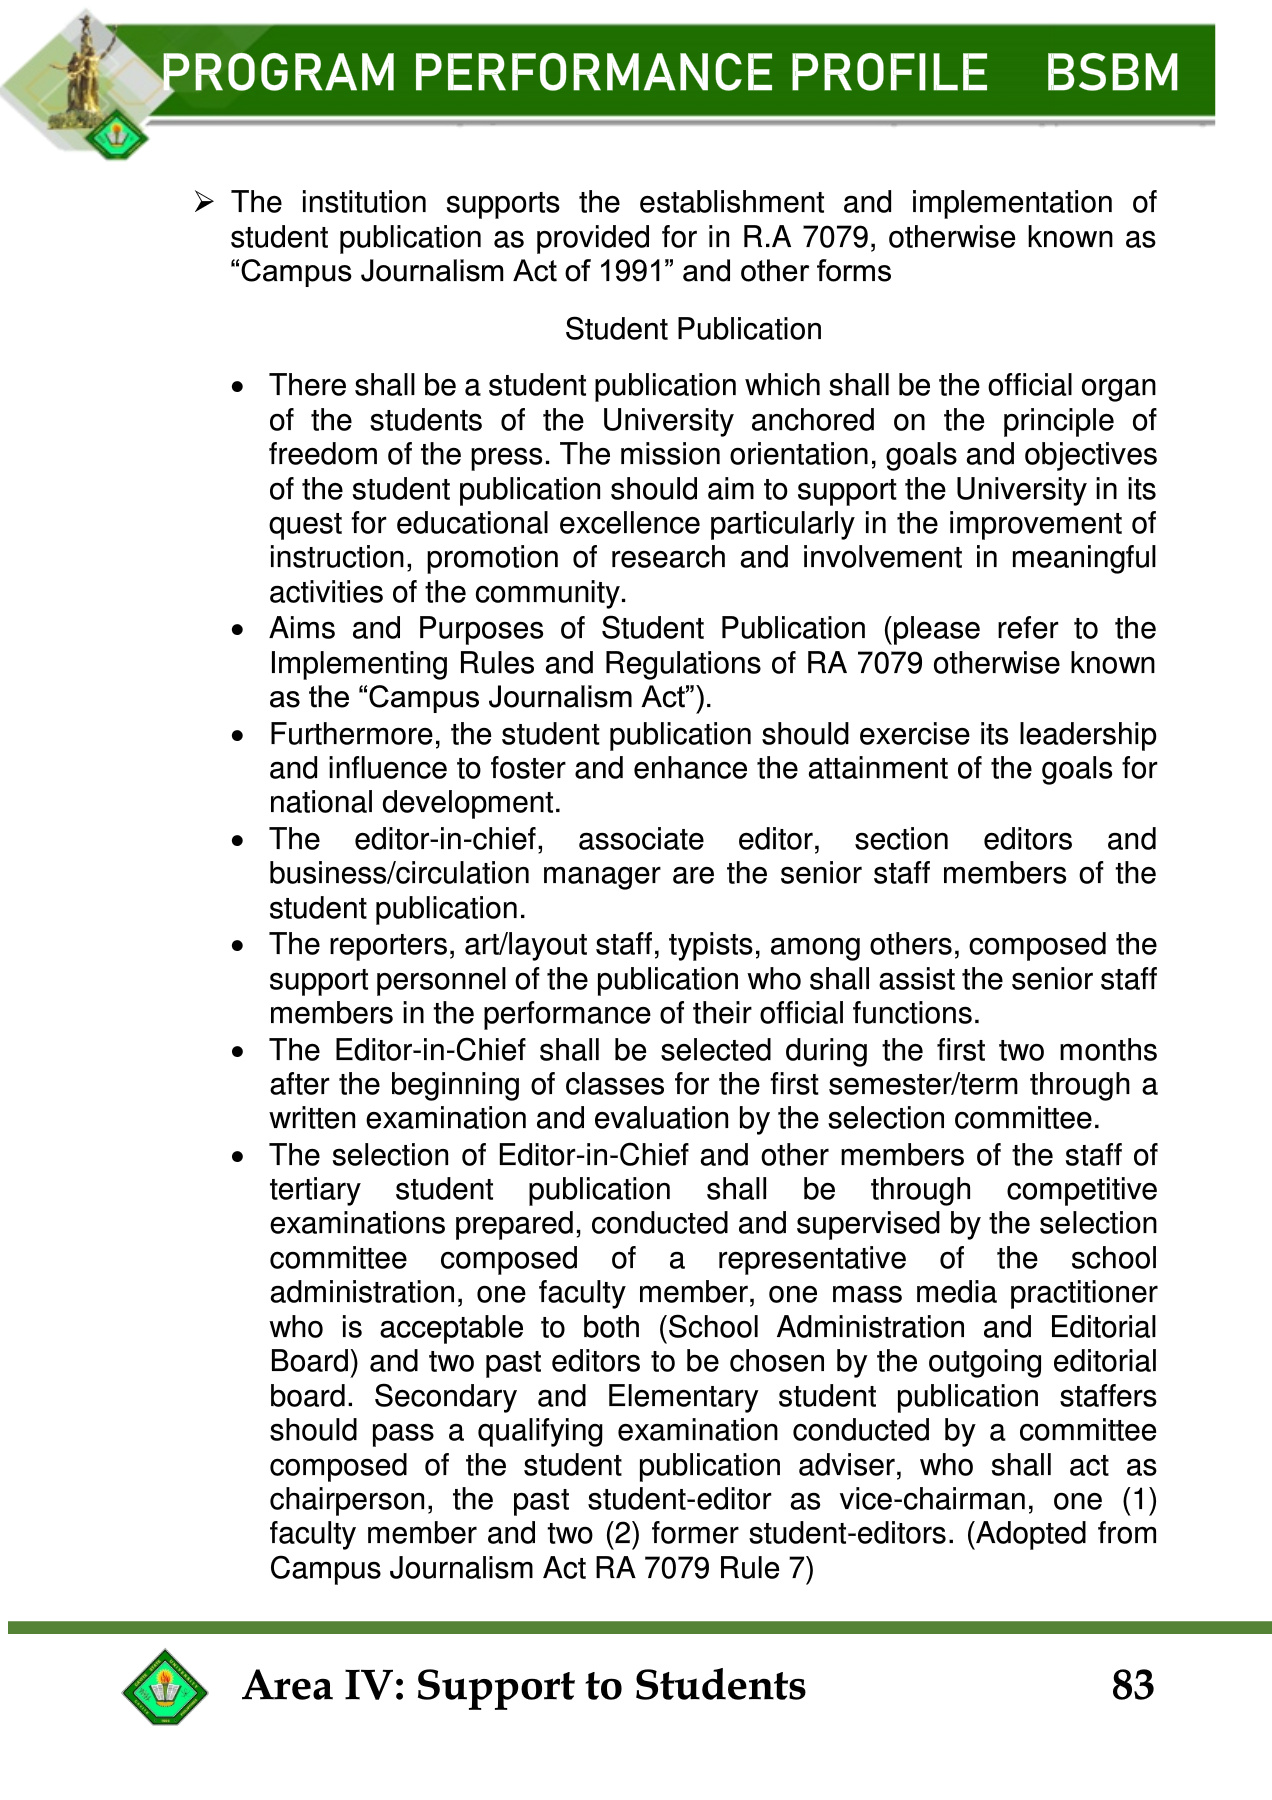 PROGRAM PERFORMANCE PROFILE BSBM
➢ The institution supports the establishment and implementation of
student publication as provided for in R.A 7079, otherwise known as
“Campus Journalism Act of 1991” and other forms
Student Publication
• There shall be a student publication which shall be the official organ
of the students of the University anchored on the principle of
freedom of the press. The mission orientation, goals and objectives
of the student publication should aim to support the University in its
quest for educational excellence particularly in the improvement of
instruction, promotion of research and involvement in meaningful
activities of the community.
• Aims and Purposes of Student Publication (please refer to the
Implementing Rules and Regulations of RA 7079 otherwise known
as the “Campus Journalism Act”).
• Furthermore, the student publication should exercise its leadership
and influence to foster and enhance the attainment of the goals for
national development.
• The editor-in-chief, associate editor, section editors and
business/circulation manager are the senior staff members of the
student publication.
• The reporters, art/layout staff, typists, among others, composed the
support personnel of the publication who shall assist the senior staff
members in the performance of their official functions.
• The Editor-in-Chief shall be selected during the first two months
after the beginning of classes for the first semester/term through a
written examination and evaluation by the selection committee.
• The selection of Editor-in-Chief and other members of the staff of
tertiary student publication shall be through competitive
examinations prepared, conducted and supervised by the selection
committee composed of a representative of the school
administration, one faculty member, one mass media practitioner
who is acceptable to both (School Administration and Editorial
Board) and two past editors to be chosen by the outgoing editorial
board. Secondary and Elementary student publication staffers
should pass a qualifying examination conducted by a committee
composed of the student publication adviser, who shall act as
chairperson, the past student-editor as vice-chairman, one (1)
faculty member and two (2) former student-editors. (Adopted from
Campus Journalism Act RA 7079 Rule 7)
Area IV: Support to Students 83